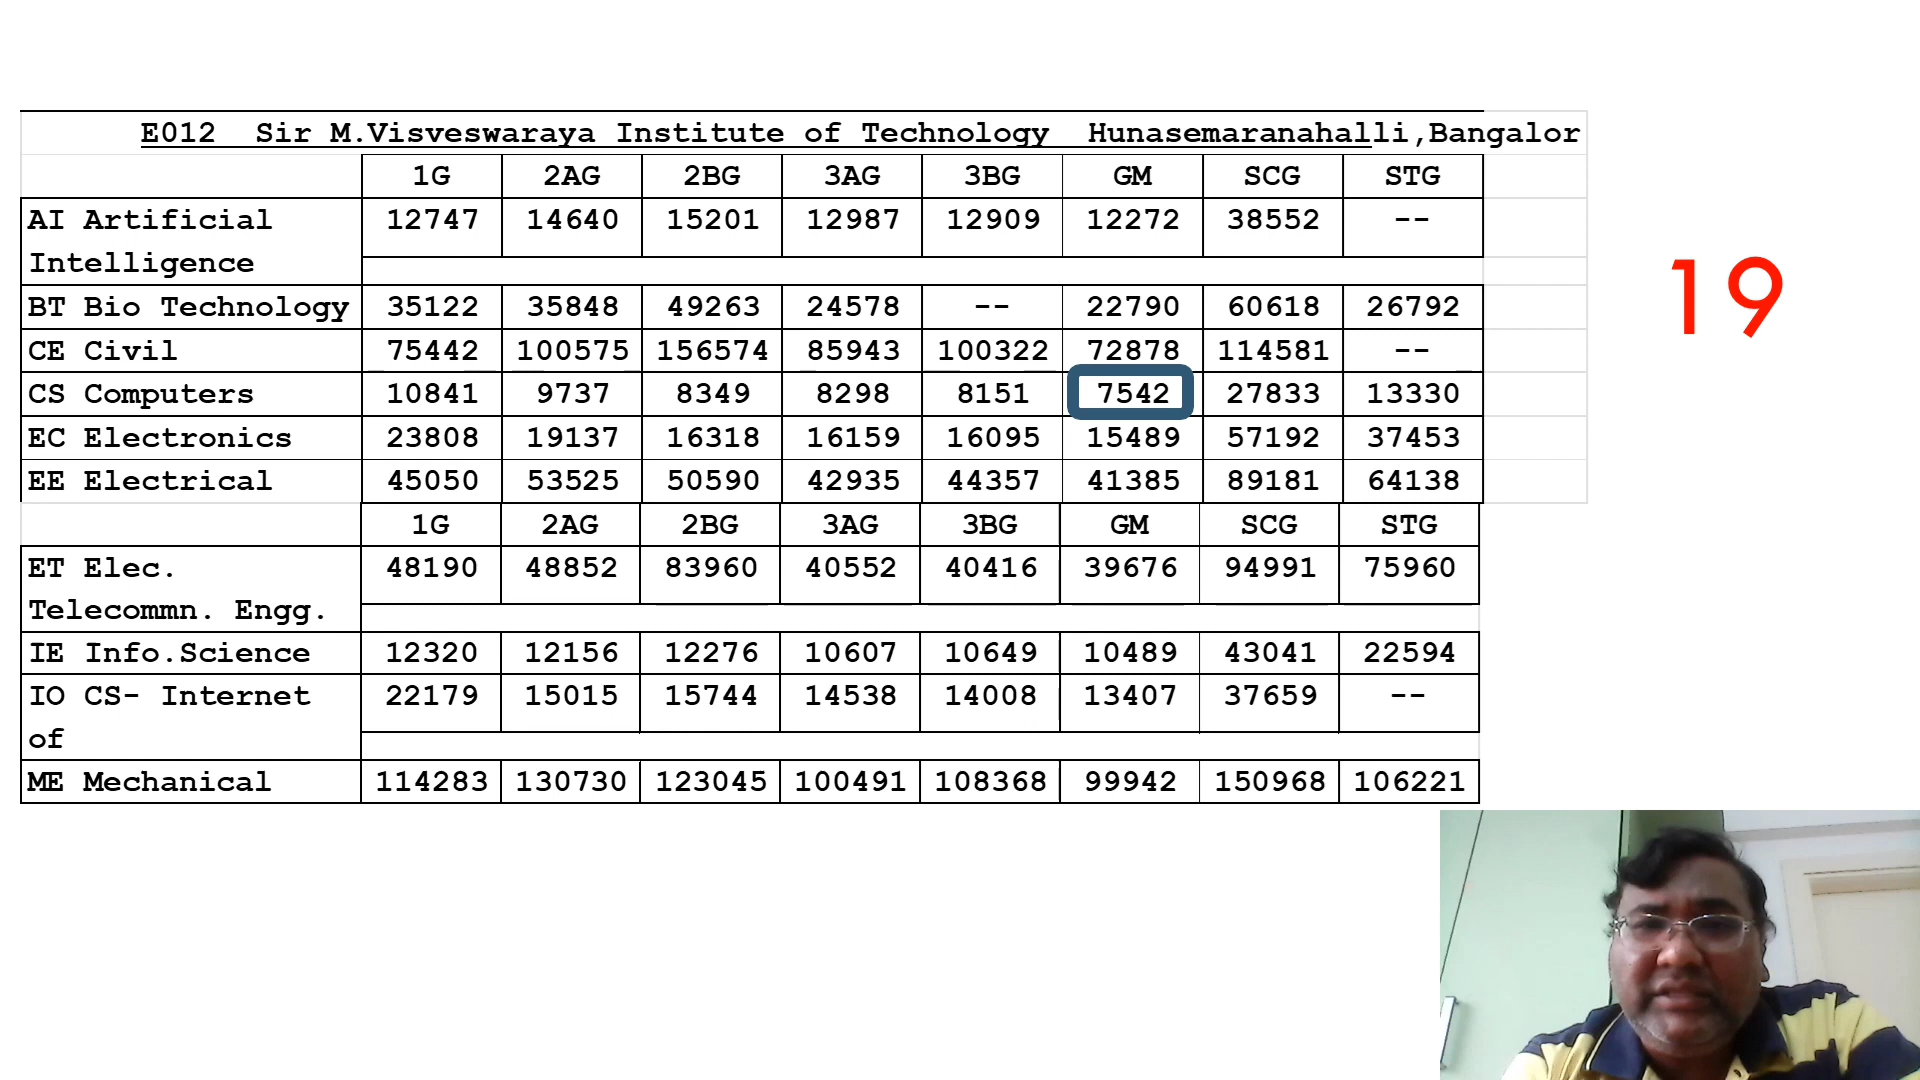 E012 Sir M.Visveswaraya Institute of Technology Hunasemaranahalli,Bangalor
1G 2AG 2BG 3AG 3BG GM SCG STG
AI Artificial 12747 14640 15201 12987 12909 12272 38552 --
Intelligence
BT Bio Technology 35122 35848 49263 24578 -- 22790 60618 26792
CE Civil 75442 100575 156574 85943 100322 72878 114581 --
CS Computers 10841 9737 8349 8298 8151 7542 27833 13330
EC Electronics 23808 19137 16318 16159 16095 15489 57192 37453
EE Electrical 45050 53525 50590 42935 44357 41385 89181 64138
1G 2AG 2BG 3AG 3BG GM SCG STG
ET Elec. 48190 48852 83960 40552 40416 39676 94991 75960
Telecommn. Engg.
IE Info.Science 12320 12156 12276 10607 10649 10489 43041 22594
IO CS- Internet 22179 15015 15744 14538 14008 13407 37659 --
of
ME Mechanical 114283 130730 123045 100491 108368 99942 150968 106221
19